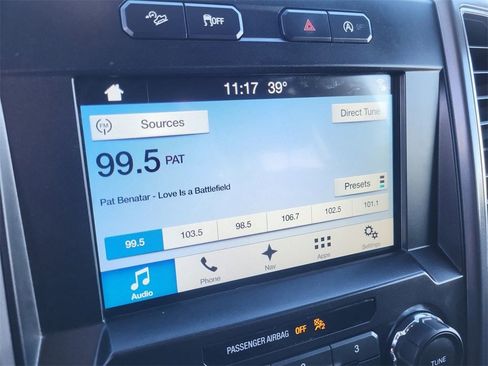 OFF
OFF
11:17 39°
FM Sources
Direct Tune
99.5 PAT
Pat Benatar - Love Is a Battlefield
Presets
99.5 103.5 98.5 106.7 102.5 101.1
Audio Phone Nav Apps Settings
PASSENGER AIRBAG OFF
3
TUNE